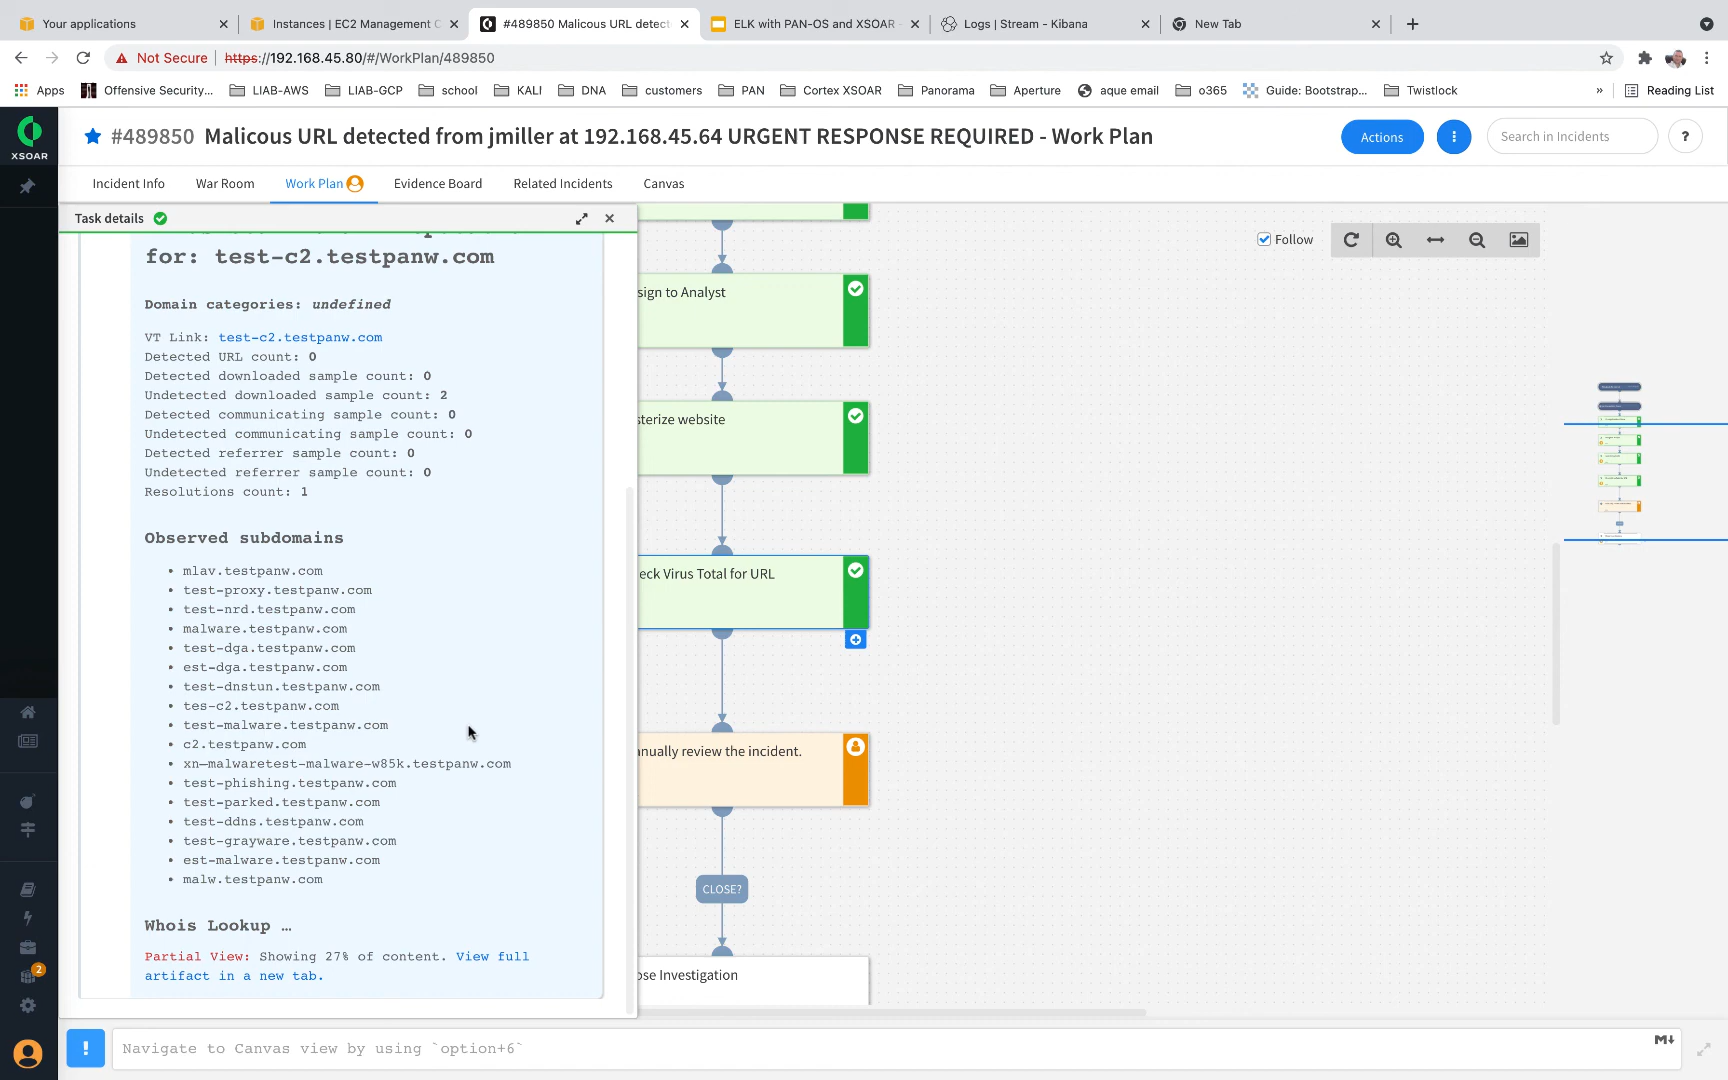 Your applications
Instances | EC2 Management C
#489850 Malicous URL detect
ELK with PAN-OS and XSOAR -
Logs | Stream - Kibana
New Tab
Not Secure https://192.168.45.80/#/WorkPlan/489850
Apps Offensive Security... LIAB-AWS LIAB-GCP school KALI DNA customers PAN Cortex XSOAR Panorama Aperture aque email o365 Guide: Bootstrap... Twistlock » Reading List
XSOAR
#489850 Malicous URL detected from jmiller at 192.168.45.64 URGENT RESPONSE REQUIRED - Work Plan
Actions
Search in Incidents
?
Incident Info War Room Work Plan Evidence Board Related Incidents Canvas
Task details
for: test-c2.testpanw.com
Domain categories: undefined
VT Link: test-c2.testpanw.com
Detected URL count: 0
Detected downloaded sample count: 0
Undetected downloaded sample count: 2
Detected communicating sample count: 0
Undetected communicating sample count: 0
Detected referrer sample count: 0
Undetected referrer sample count: 0
Resolutions count: 1
Observed subdomains
• mlav.testpanw.com
• test-proxy.testpanw.com
• test-nrd.testpanw.com
• malware.testpanw.com
• test-dga.testpanw.com
• est-dga.testpanw.com
• test-dnstun.testpanw.com
• tes-c2.testpanw.com
• test-malware.testpanw.com
• c2.testpanw.com
• xn—malwaretest-malware-w85k.testpanw.com
• test-phishing.testpanw.com
• test-parked.testpanw.com
• test-ddns.testpanw.com
• test-grayware.testpanw.com
• est-malware.testpanw.com
• malw.testpanw.com
Whois Lookup …
Partial View: Showing 27% of content. View full
artifact in a new tab.
sign to Analyst
sterize website
eck Virus Total for URL
anually review the incident.
CLOSE?
ose Investigation
Follow
2
!
Navigate to Canvas view by using `option+6`
M